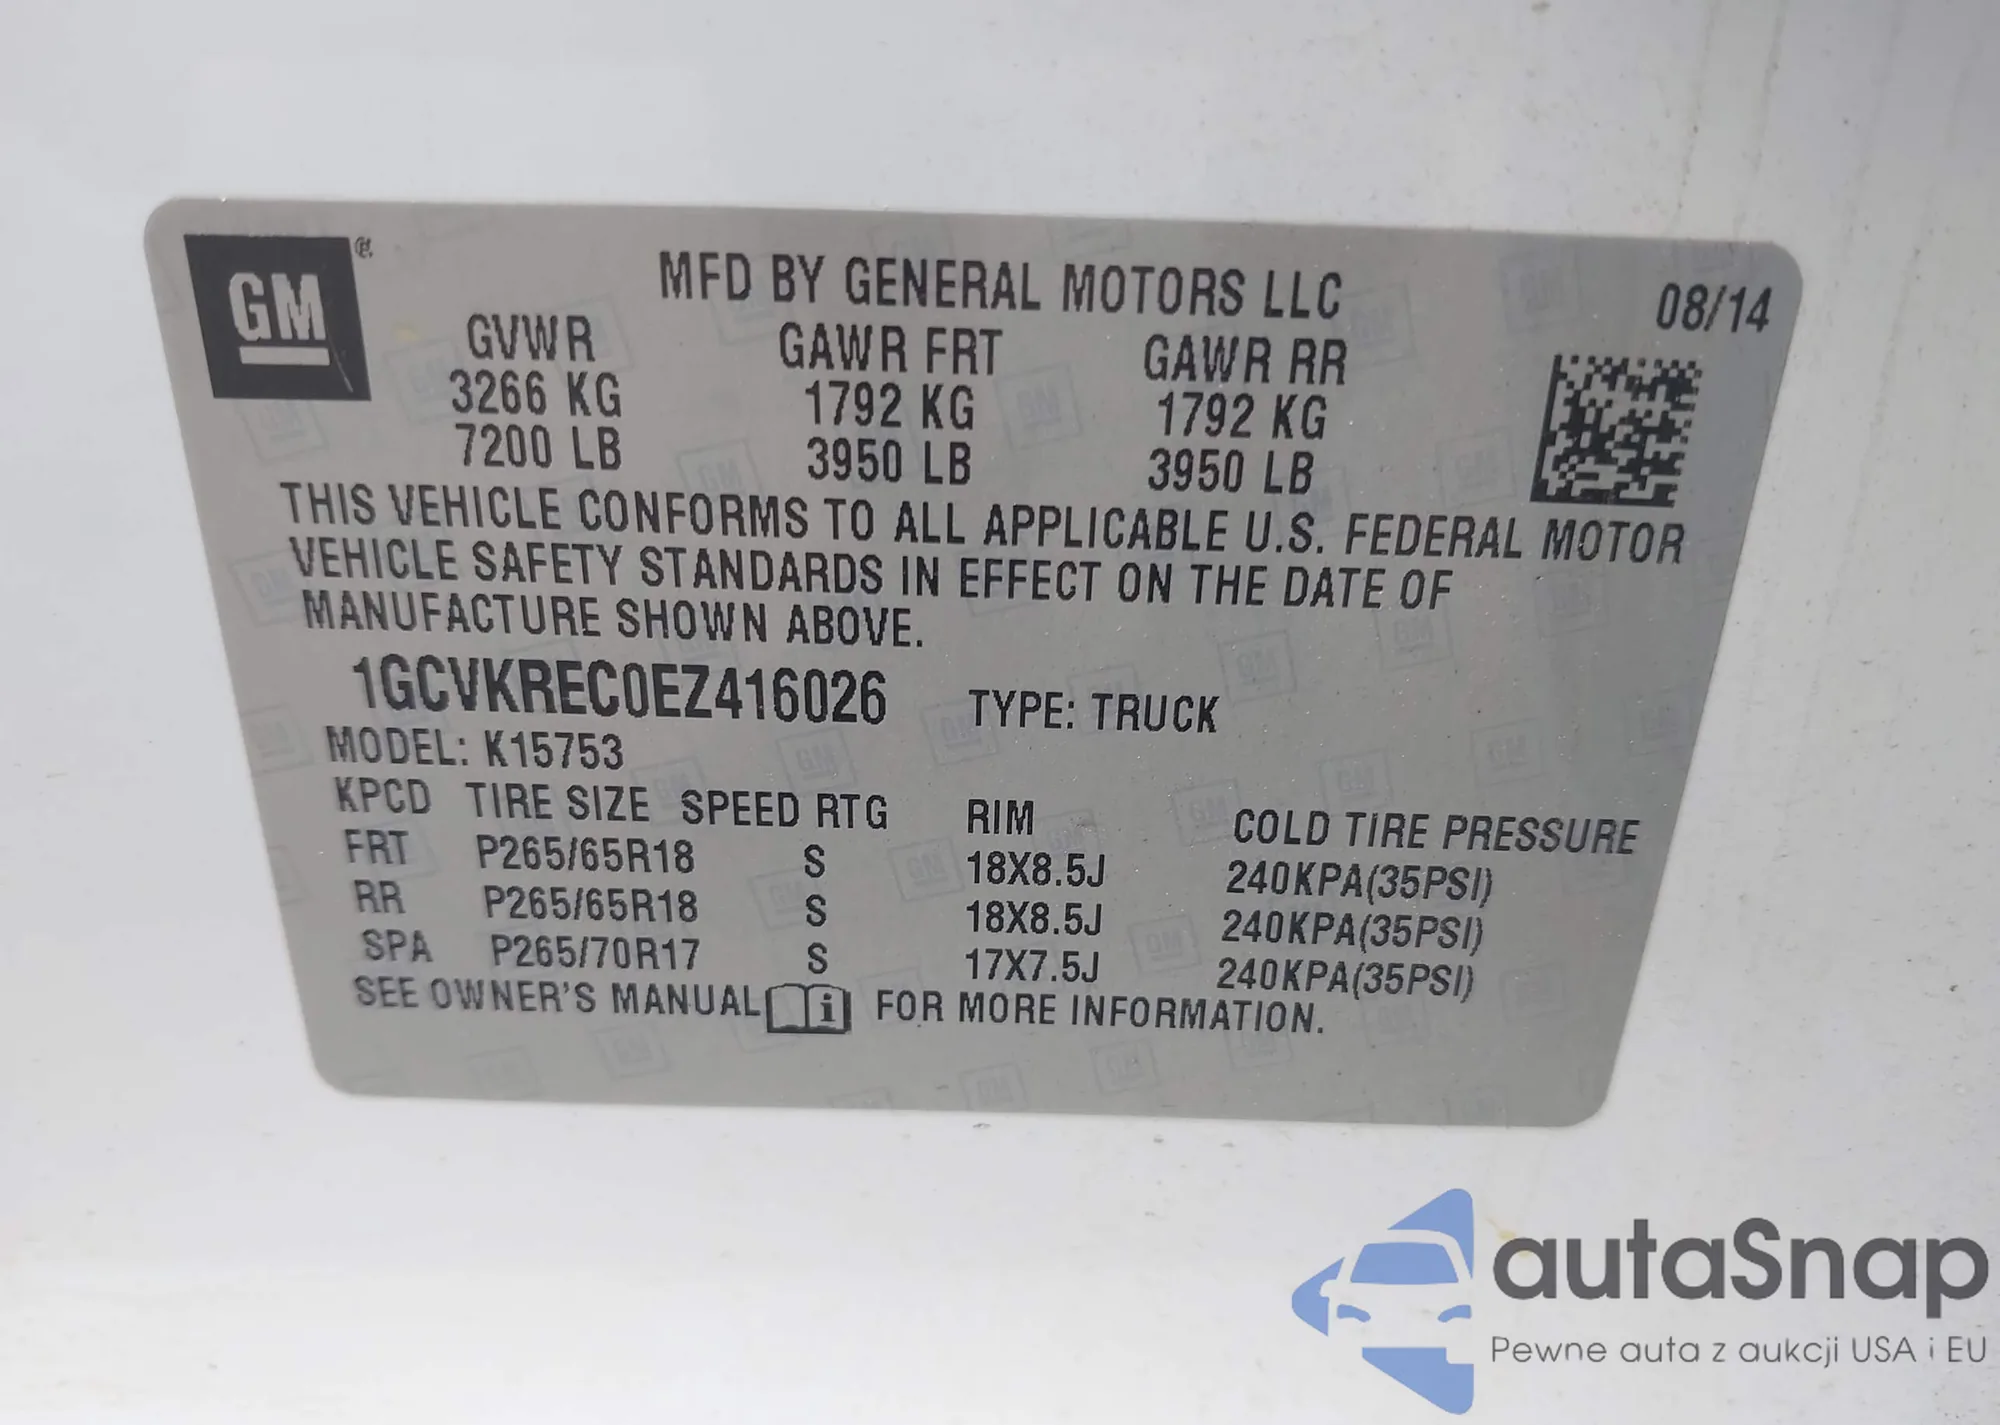 GM®
MFD BY GENERAL MOTORS LLC
08/14
GVWR GAWR FRT GAWR RR
3266 KG 1792 KG 1792 KG
7200 LB 3950 LB 3950 LB
THIS VEHICLE CONFORMS TO ALL APPLICABLE U.S. FEDERAL MOTOR
VEHICLE SAFETY STANDARDS IN EFFECT ON THE DATE OF
MANUFACTURE SHOWN ABOVE.
1GCVKREC0EZ416026 TYPE: TRUCK
MODEL: K15753
KPCD TIRE SIZE SPEED RTG RIM COLD TIRE PRESSURE
FRT P265/65R18 S 18X8.5J 240KPA(35PSI)
RR P265/65R18 S 18X8.5J 240KPA(35PSI)
SPA P265/70R17 S 17X7.5J 240KPA(35PSI)
SEE OWNER'S MANUAL i FOR MORE INFORMATION.
autaSnap
Pewne auta z aukcji USA i EU